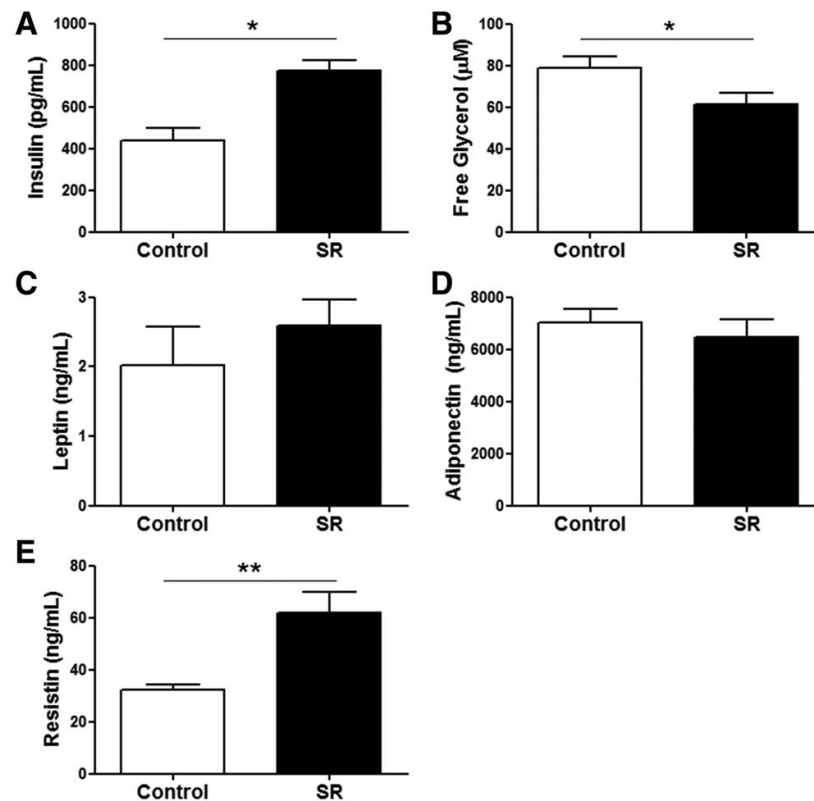 A
Insulin (pg/mL)
1000
800
600
400
200
0
*
Control SR
B
Free Glycerol (μM)
100
80
60
40
20
0
*
Control SR
C
Leptin (ng/mL)
3
2
1
0
Control SR
D
Adiponectin (ng/mL)
8000
6000
4000
2000
0
Control SR
E
Resistin (ng/mL)
80
60
40
20
0
**
Control SR